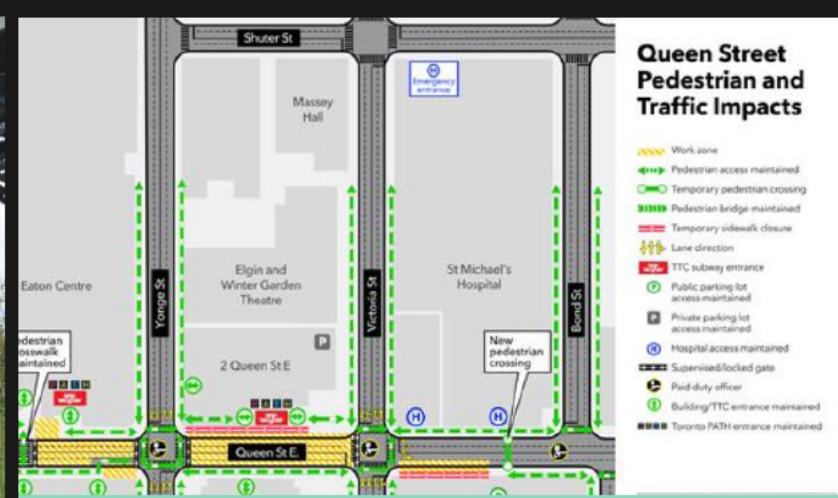 Shuter St
Emergency
entrance
Massey
Hall
Eaton Centre
Yonge St
Elgin and
Winter Garden
Theatre
Victoria St
St Michael's
Hospital
Bond St
P
2 Queen St E
edestrian
osswalk
aintained
New
pedestrian
crossing
PATH
PATH
H
H
H
Queen St E.
Queen Street
Pedestrian and
Traffic Impacts
Work zone
Pedestrian access maintained
Temporary pedestrian crossing
Pedestrian bridge maintained
Temporary sidewalk closure
Lane direction
TTC subway entrance
Public parking lot
access maintained
P
Private parking lot
access maintained
H
Hospital access maintained
Supervised/locked gate
Paid duty officer
Building/TTC entrance maintained
Toronto PATH entrance maintained